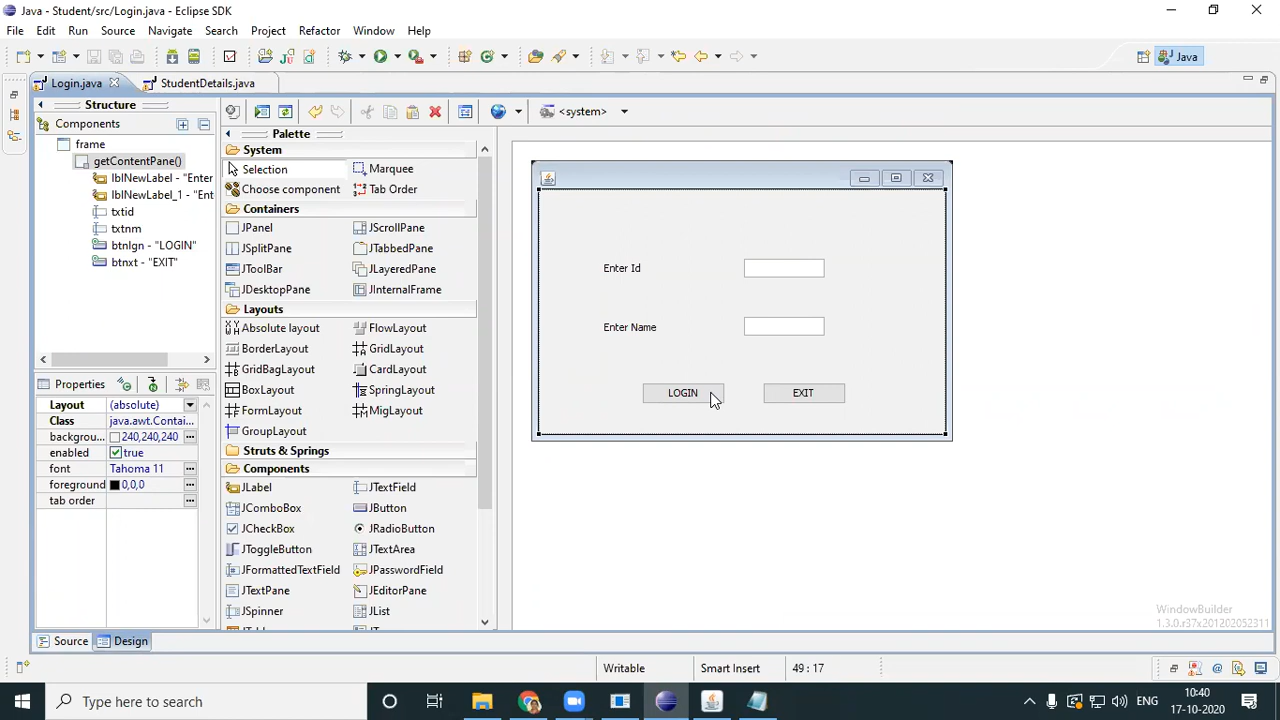 Java - Student/src/Login.java - Eclipse SDK
File Edit Run Source Navigate Search Project Refactor Window Help
Java
Login.java StudentDetails.java
Structure
Components
frame
getContentPane()
lblNewLabel - "Enter
lblNewLabel_1 - "Ent
txtid
txtnm
btnlgn - "LOGIN"
btnxt - "EXIT"
Properties
Layout (absolute)
Class java.awt.Contai...
backgrou... 240,240,240
enabled true
font Tahoma 11
foreground 0,0,0
tab order
<system>
Palette
System
Selection Marquee
Choose component Tab Order
Containers
JPanel JScrollPane
JSplitPane JTabbedPane
JToolBar JLayeredPane
JDesktopPane JInternalFrame
Layouts
Absolute layout FlowLayout
BorderLayout GridLayout
GridBagLayout CardLayout
BoxLayout SpringLayout
FormLayout MigLayout
GroupLayout
Struts & Springs
Components
JLabel JTextField
JComboBox JButton
JCheckBox JRadioButton
JToggleButton JTextArea
JFormattedTextField JPasswordField
JTextPane JEditorPane
JSpinner JList
Enter Id
Enter Name
LOGIN EXIT
WindowBuilder
1.3.0.r37x201202052311
Source Design
Writable Smart Insert 49 : 17
Type here to search
ENG
10:40
17-10-2020